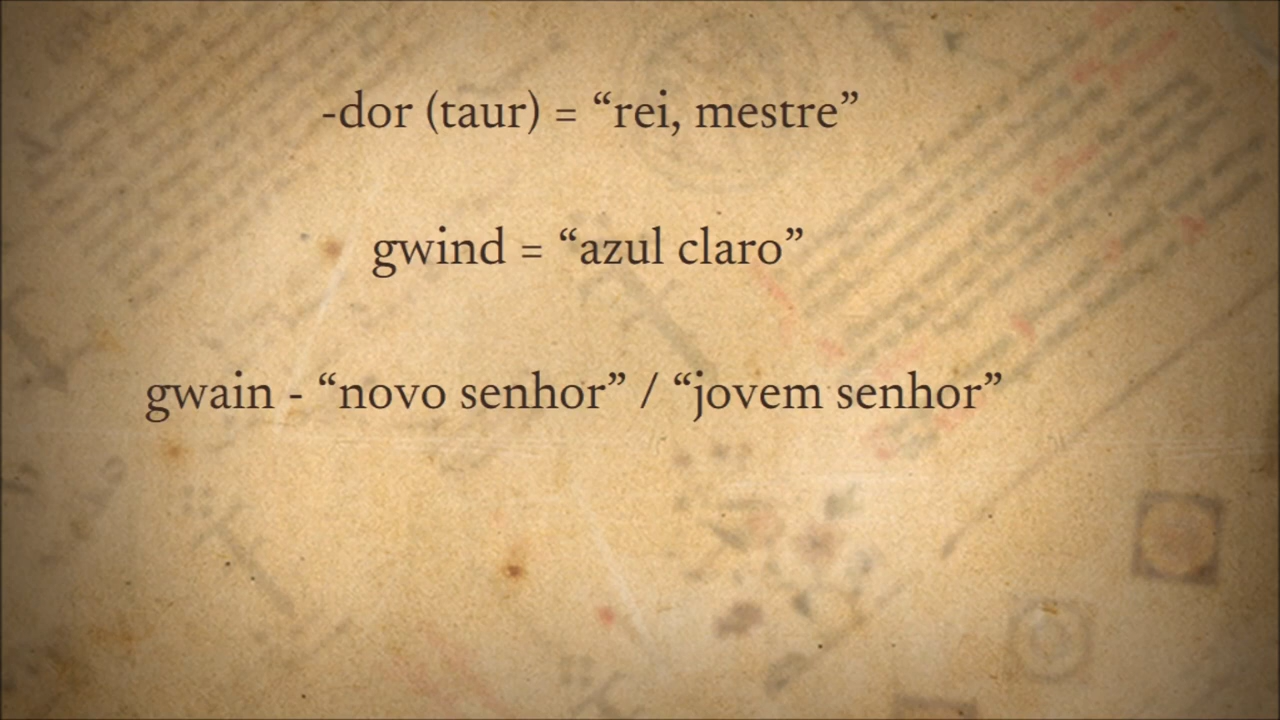 -dor (taur) = “rei, mestre”
gwind = “azul claro”
gwain - “novo senhor” / “jovem senhor”